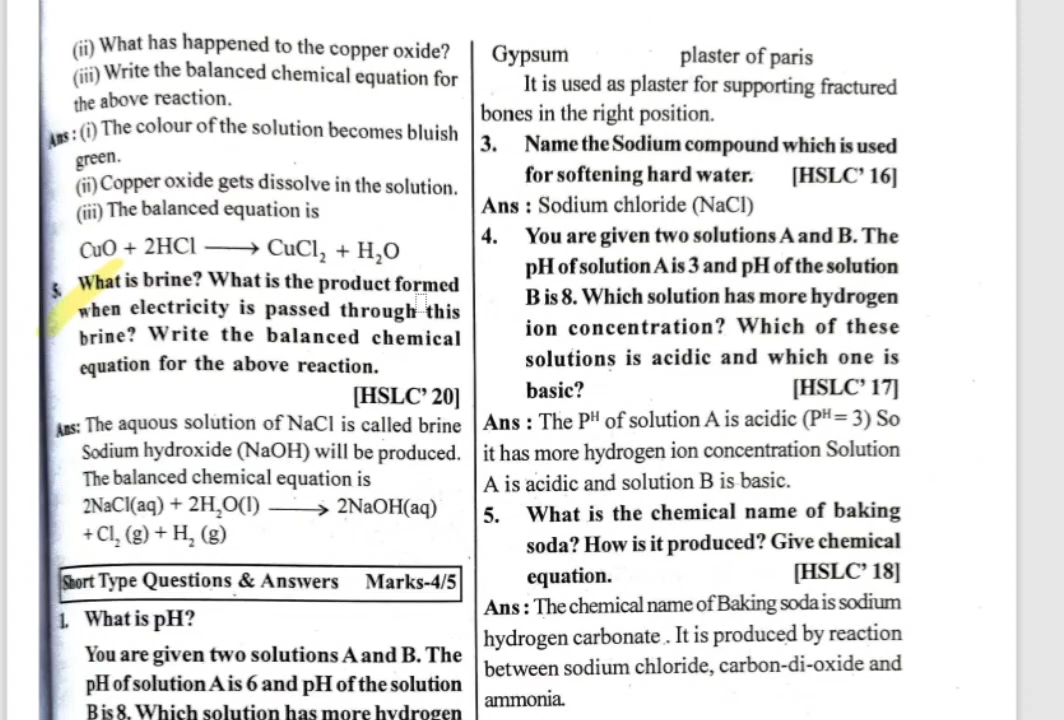 (ii) What has happened to the copper oxide?
(iii) Write the balanced chemical equation for
the above reaction.
Ans : (i) The colour of the solution becomes bluish
green.
(ii) Copper oxide gets dissolve in the solution.
(iii) The balanced equation is
CuO + 2HCl ⟶ CuCl₂ + H₂O
5. What is brine? What is the product formed
when electricity is passed through this
brine? Write the balanced chemical
equation for the above reaction.
[HSLC' 20]
Ans: The aquous solution of NaCl is called brine
Sodium hydroxide (NaOH) will be produced.
The balanced chemical equation is
2NaCl(aq) + 2H₂O(l) ⟶ 2NaOH(aq)
+ Cl₂ (g) + H₂ (g)
Short Type Questions & Answers Marks-4/5
1. What is pH?
You are given two solutions A and B. The
pH of solution A is 6 and pH of the solution
B is 8. Which solution has more hydrogen
Gypsum plaster of paris
It is used as plaster for supporting fractured
bones in the right position.
3. Name the Sodium compound which is used
for softening hard water. [HSLC' 16]
Ans : Sodium chloride (NaCl)
4. You are given two solutions A and B. The
pH of solution A is 3 and pH of the solution
B is 8. Which solution has more hydrogen
ion concentration? Which of these
solutions is acidic and which one is
basic? [HSLC' 17]
Ans : The Pᴴ of solution A is acidic (Pᴴ = 3) So
it has more hydrogen ion concentration Solution
A is acidic and solution B is basic.
5. What is the chemical name of baking
soda? How is it produced? Give chemical
equation. [HSLC' 18]
Ans : The chemical name of Baking soda is sodium
hydrogen carbonate . It is produced by reaction
between sodium chloride, carbon-di-oxide and
ammonia.